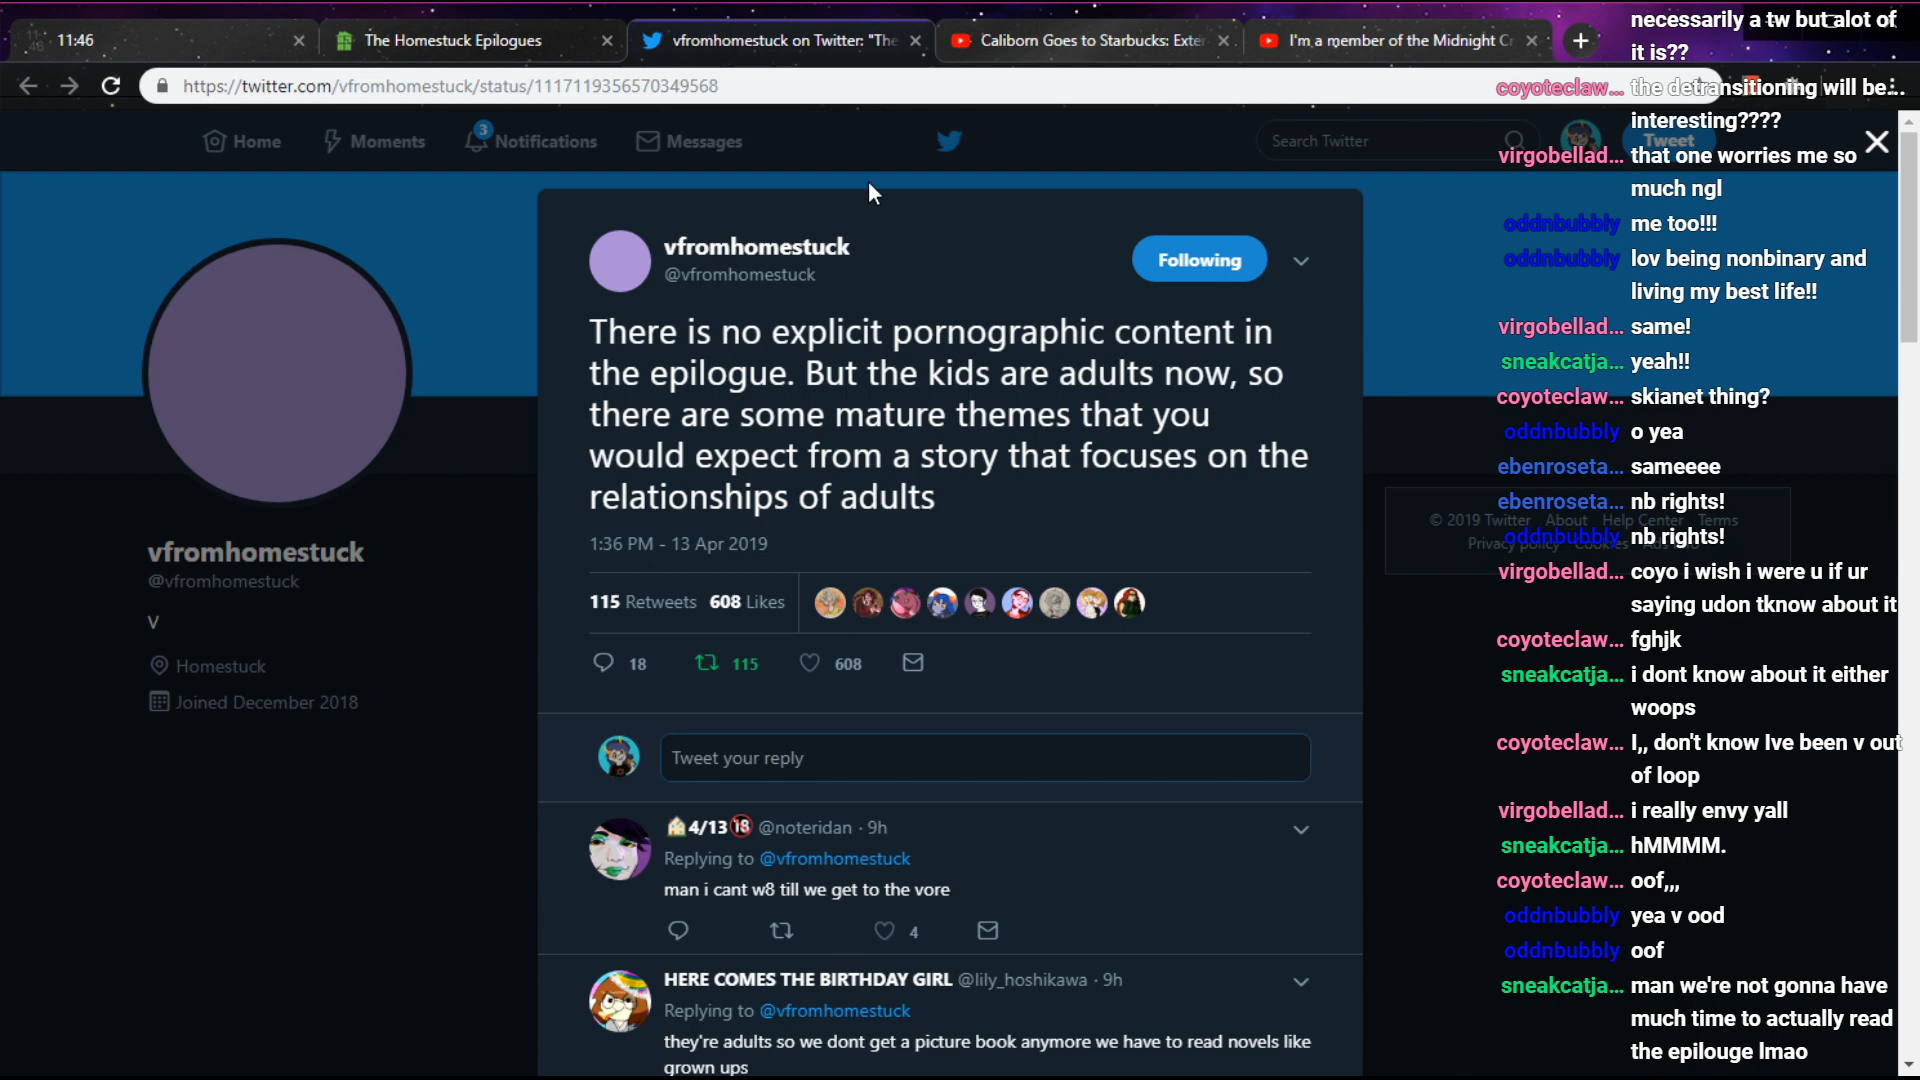 11:46
The Homestuck Epilogues
vfromhomestuck on Twitter: "The
Caliborn Goes to Starbucks: Exter
I'm a member of the Midnight Cr
https://twitter.com/vfromhomestuck/status/1117119356570349568
Home
Moments
3
Notifications
Messages
Search Twitter
Tweet
vfromhomestuck
@vfromhomestuck
V
Homestuck
Joined December 2018
vfromhomestuck
@vfromhomestuck
Following
There is no explicit pornographic content in
the epilogue. But the kids are adults now, so
there are some mature themes that you
would expect from a story that focuses on the
relationships of adults
1:36 PM - 13 Apr 2019
115 Retweets 608 Likes
18 115 608
Tweet your reply
4/13🔞 @noteridan · 9h
Replying to @vfromhomestuck
man i cant w8 till we get to the vore
4
HERE COMES THE BIRTHDAY GIRL @lily_hoshikawa · 9h
Replying to @vfromhomestuck
they're adults so we dont get a picture book anymore we have to read novels like
grown ups
© 2019 Twitter About Help Center Terms
Privacy policy Cookies
necessarily a tw but alot of
it is??
coyoteclaw... the detransitioning will be...
interesting????
virgobellad... that one worries me so
much ngl
oddnbubbly me too!!!
oddnbubbly lov being nonbinary and
living my best life!!
virgobellad... same!
sneakcatja... yeah!!
coyoteclaw... skianet thing?
oddnbubbly o yea
ebenroseta... sameeee
ebenroseta... nb rights!
oddnbubbly nb rights!
virgobellad... coyo i wish i were u if ur
saying udon tknow about it
coyoteclaw... fghjk
sneakcatja... i dont know about it either
woops
coyoteclaw... I,, don't know Ive been v out
of loop
virgobellad... i really envy yall
sneakcatja... hMMMM.
coyoteclaw... oof,,,
oddnbubbly yea v ood
oddnbubbly oof
sneakcatja... man we're not gonna have
much time to actually read
the epilouge lmao